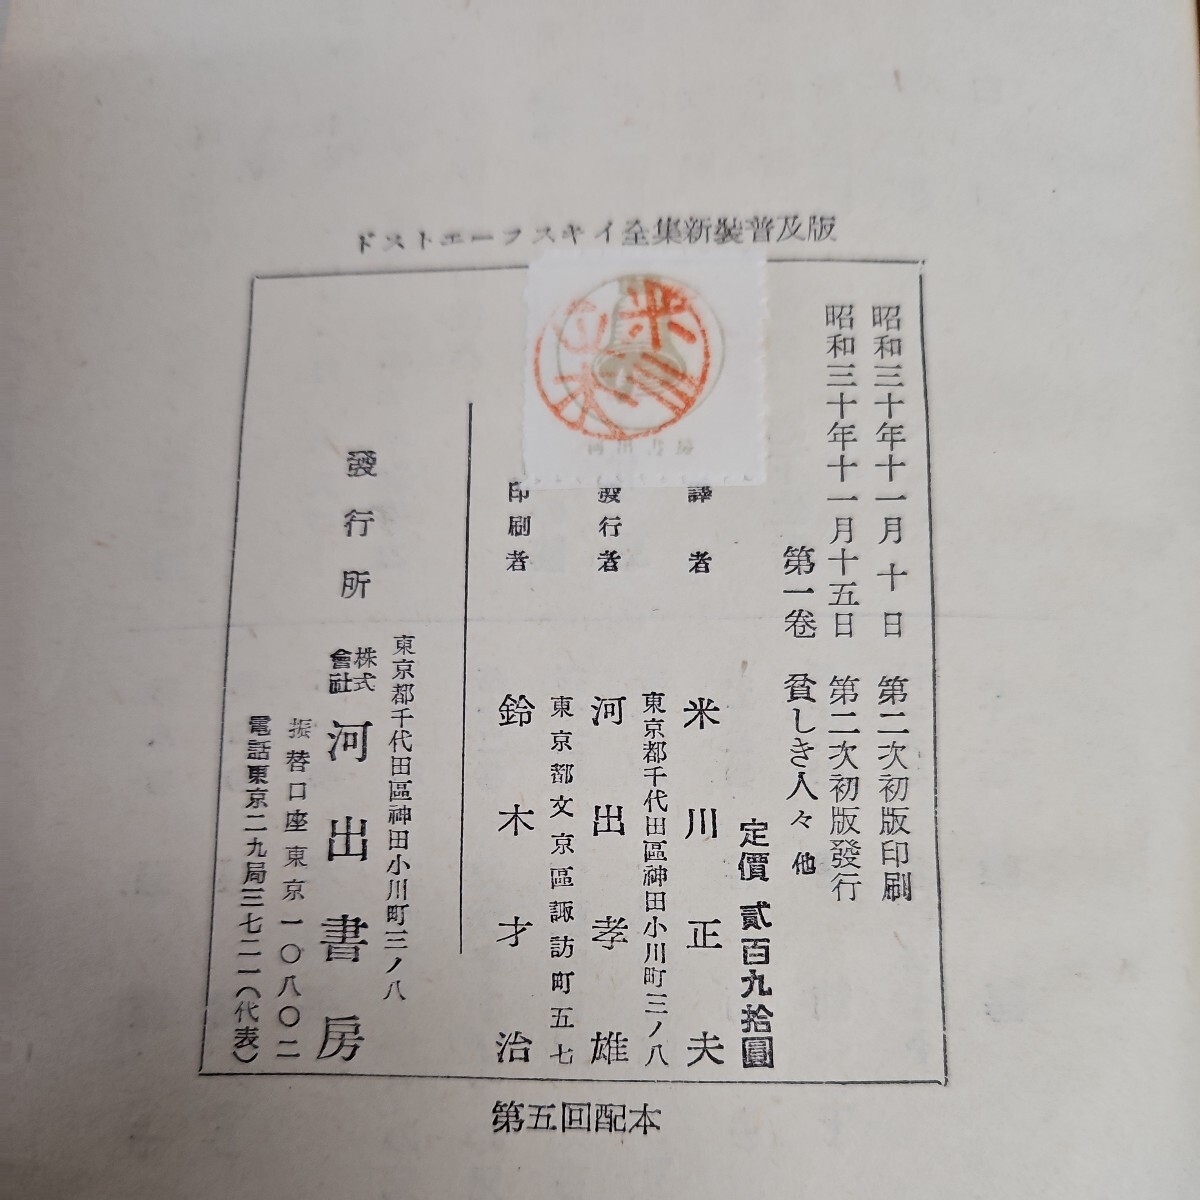 ドストエーフスキイ全集新裝普及版
昭和三十年十一月十日 第二次初版印刷
昭和三十年十一月十五日 第二次初版發行
第一卷 貧しき人々 他
定價 貳百九拾圓
譯者 米川正夫
東京都千代田區神田小川町三ノ八
發行者 河出孝雄
東京都文京區諏訪町五七
印刷者 鈴木才治
東京都千代田區神田小川町三ノ八
發行所 株式會社 河出書房
振替口座東京一〇八〇二
電話東京二九局三七二一(代表)
河出書房
第五回配本